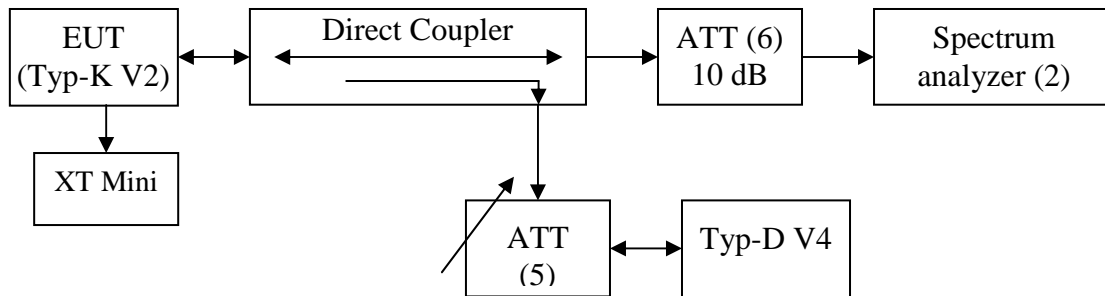 EUT
(Typ-K V2)
Direct Coupler
ATT (6)
10 dB
Spectrum
analyzer (2)
XT Mini
ATT
(5)
Typ-D V4